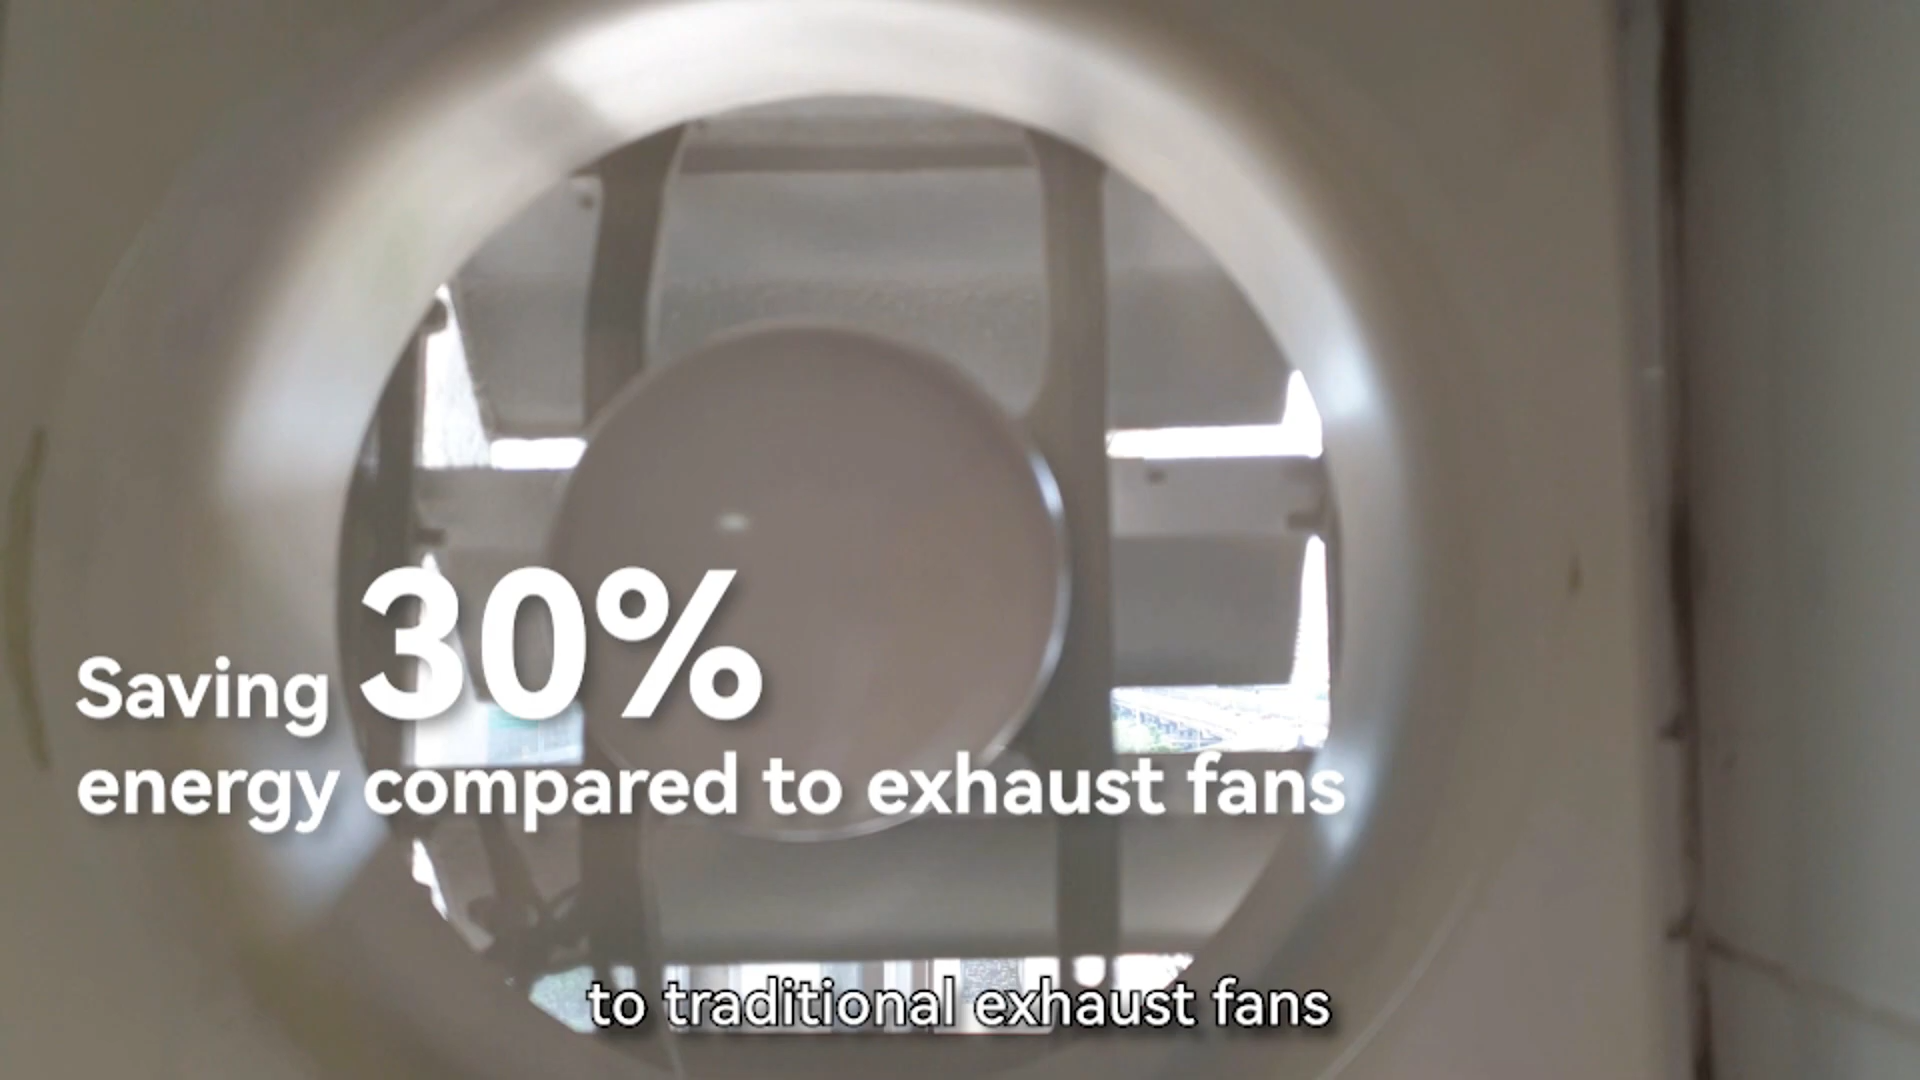 Saving 30%
energy compared to exhaust fans
to traditional exhaust fans